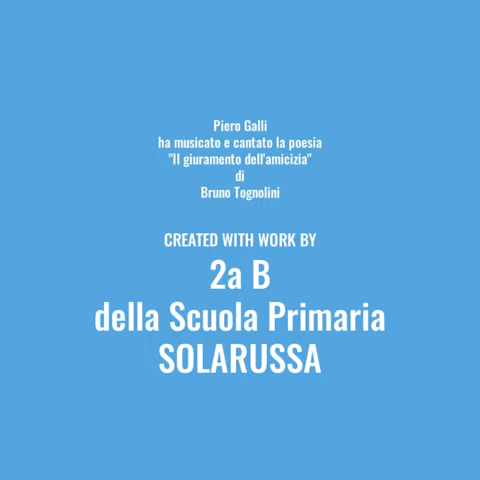 Piero Galli
ha musicato e cantato la poesia
"Il giuramento dell'amicizia"
di
Bruno Tognolini
CREATED WITH WORK BY
2a B
della Scuola Primaria
SOLARUSSA